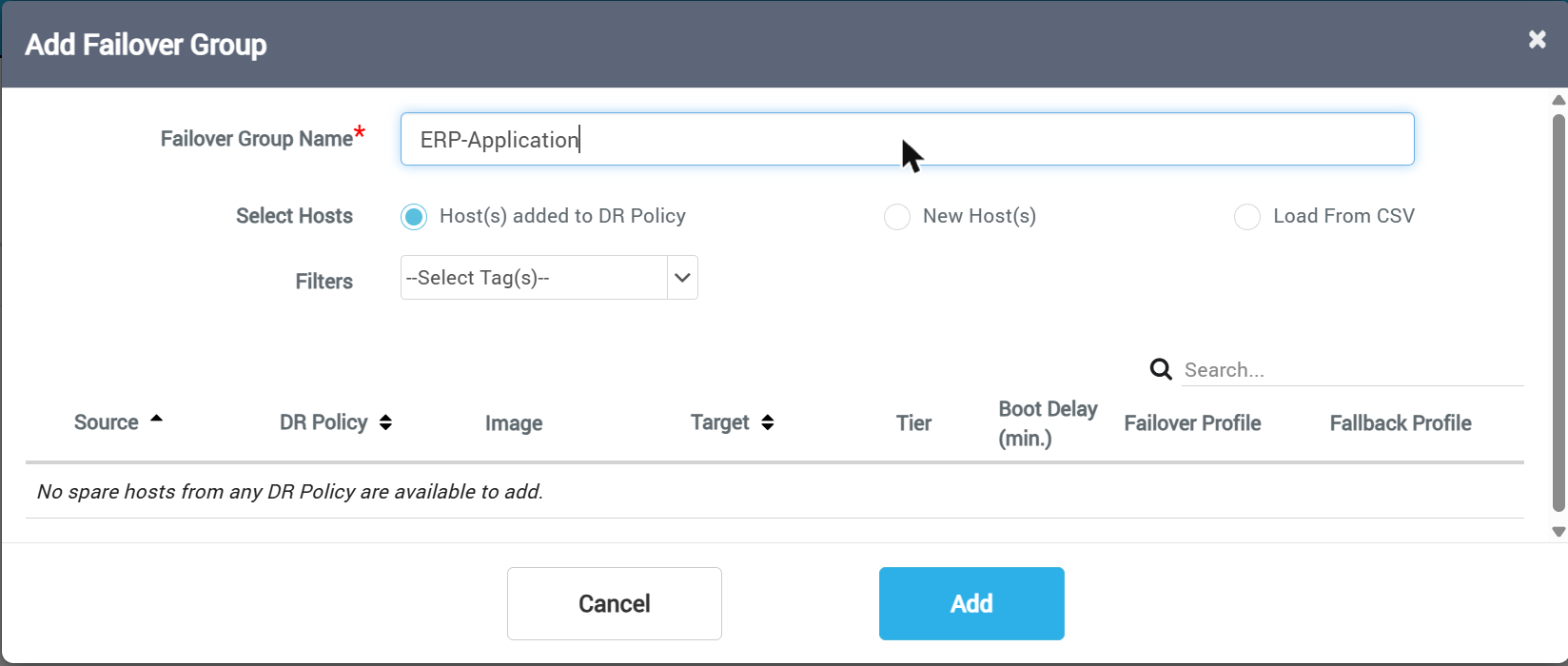 Add Failover Group
Failover Group Name*
ERP-Application
Select Hosts
Host(s) added to DR Policy
New Host(s)
Load From CSV
Filters
--Select Tag(s)--
Search...
Source
DR Policy
Image
Target
Tier
Boot Delay
(min.)
Failover Profile
Fallback Profile
No spare hosts from any DR Policy are available to add.
Cancel
Add